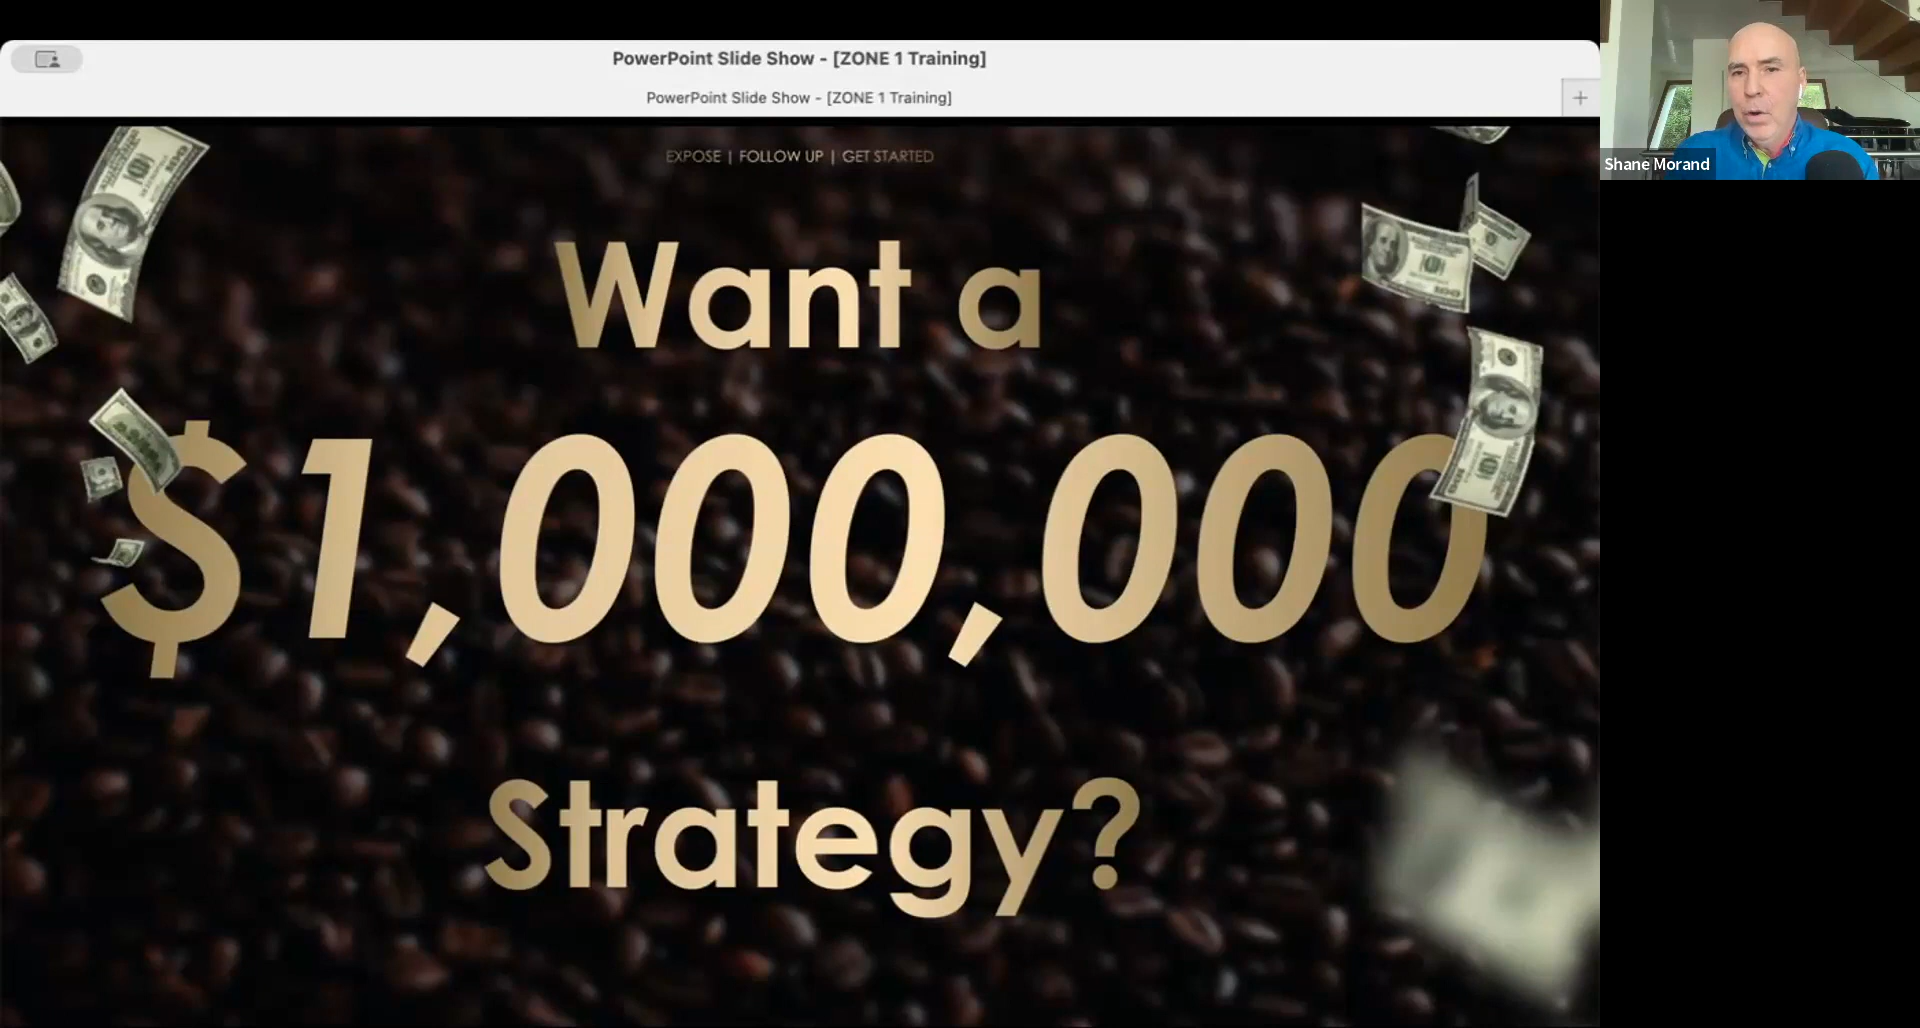 PowerPoint Slide Show - [ZONE 1 Training]
PowerPoint Slide Show - [ZONE 1 Training]
EXPOSE | FOLLOW UP | GET STARTED
Want a
$1,000,000
Strategy?
Shane Morand